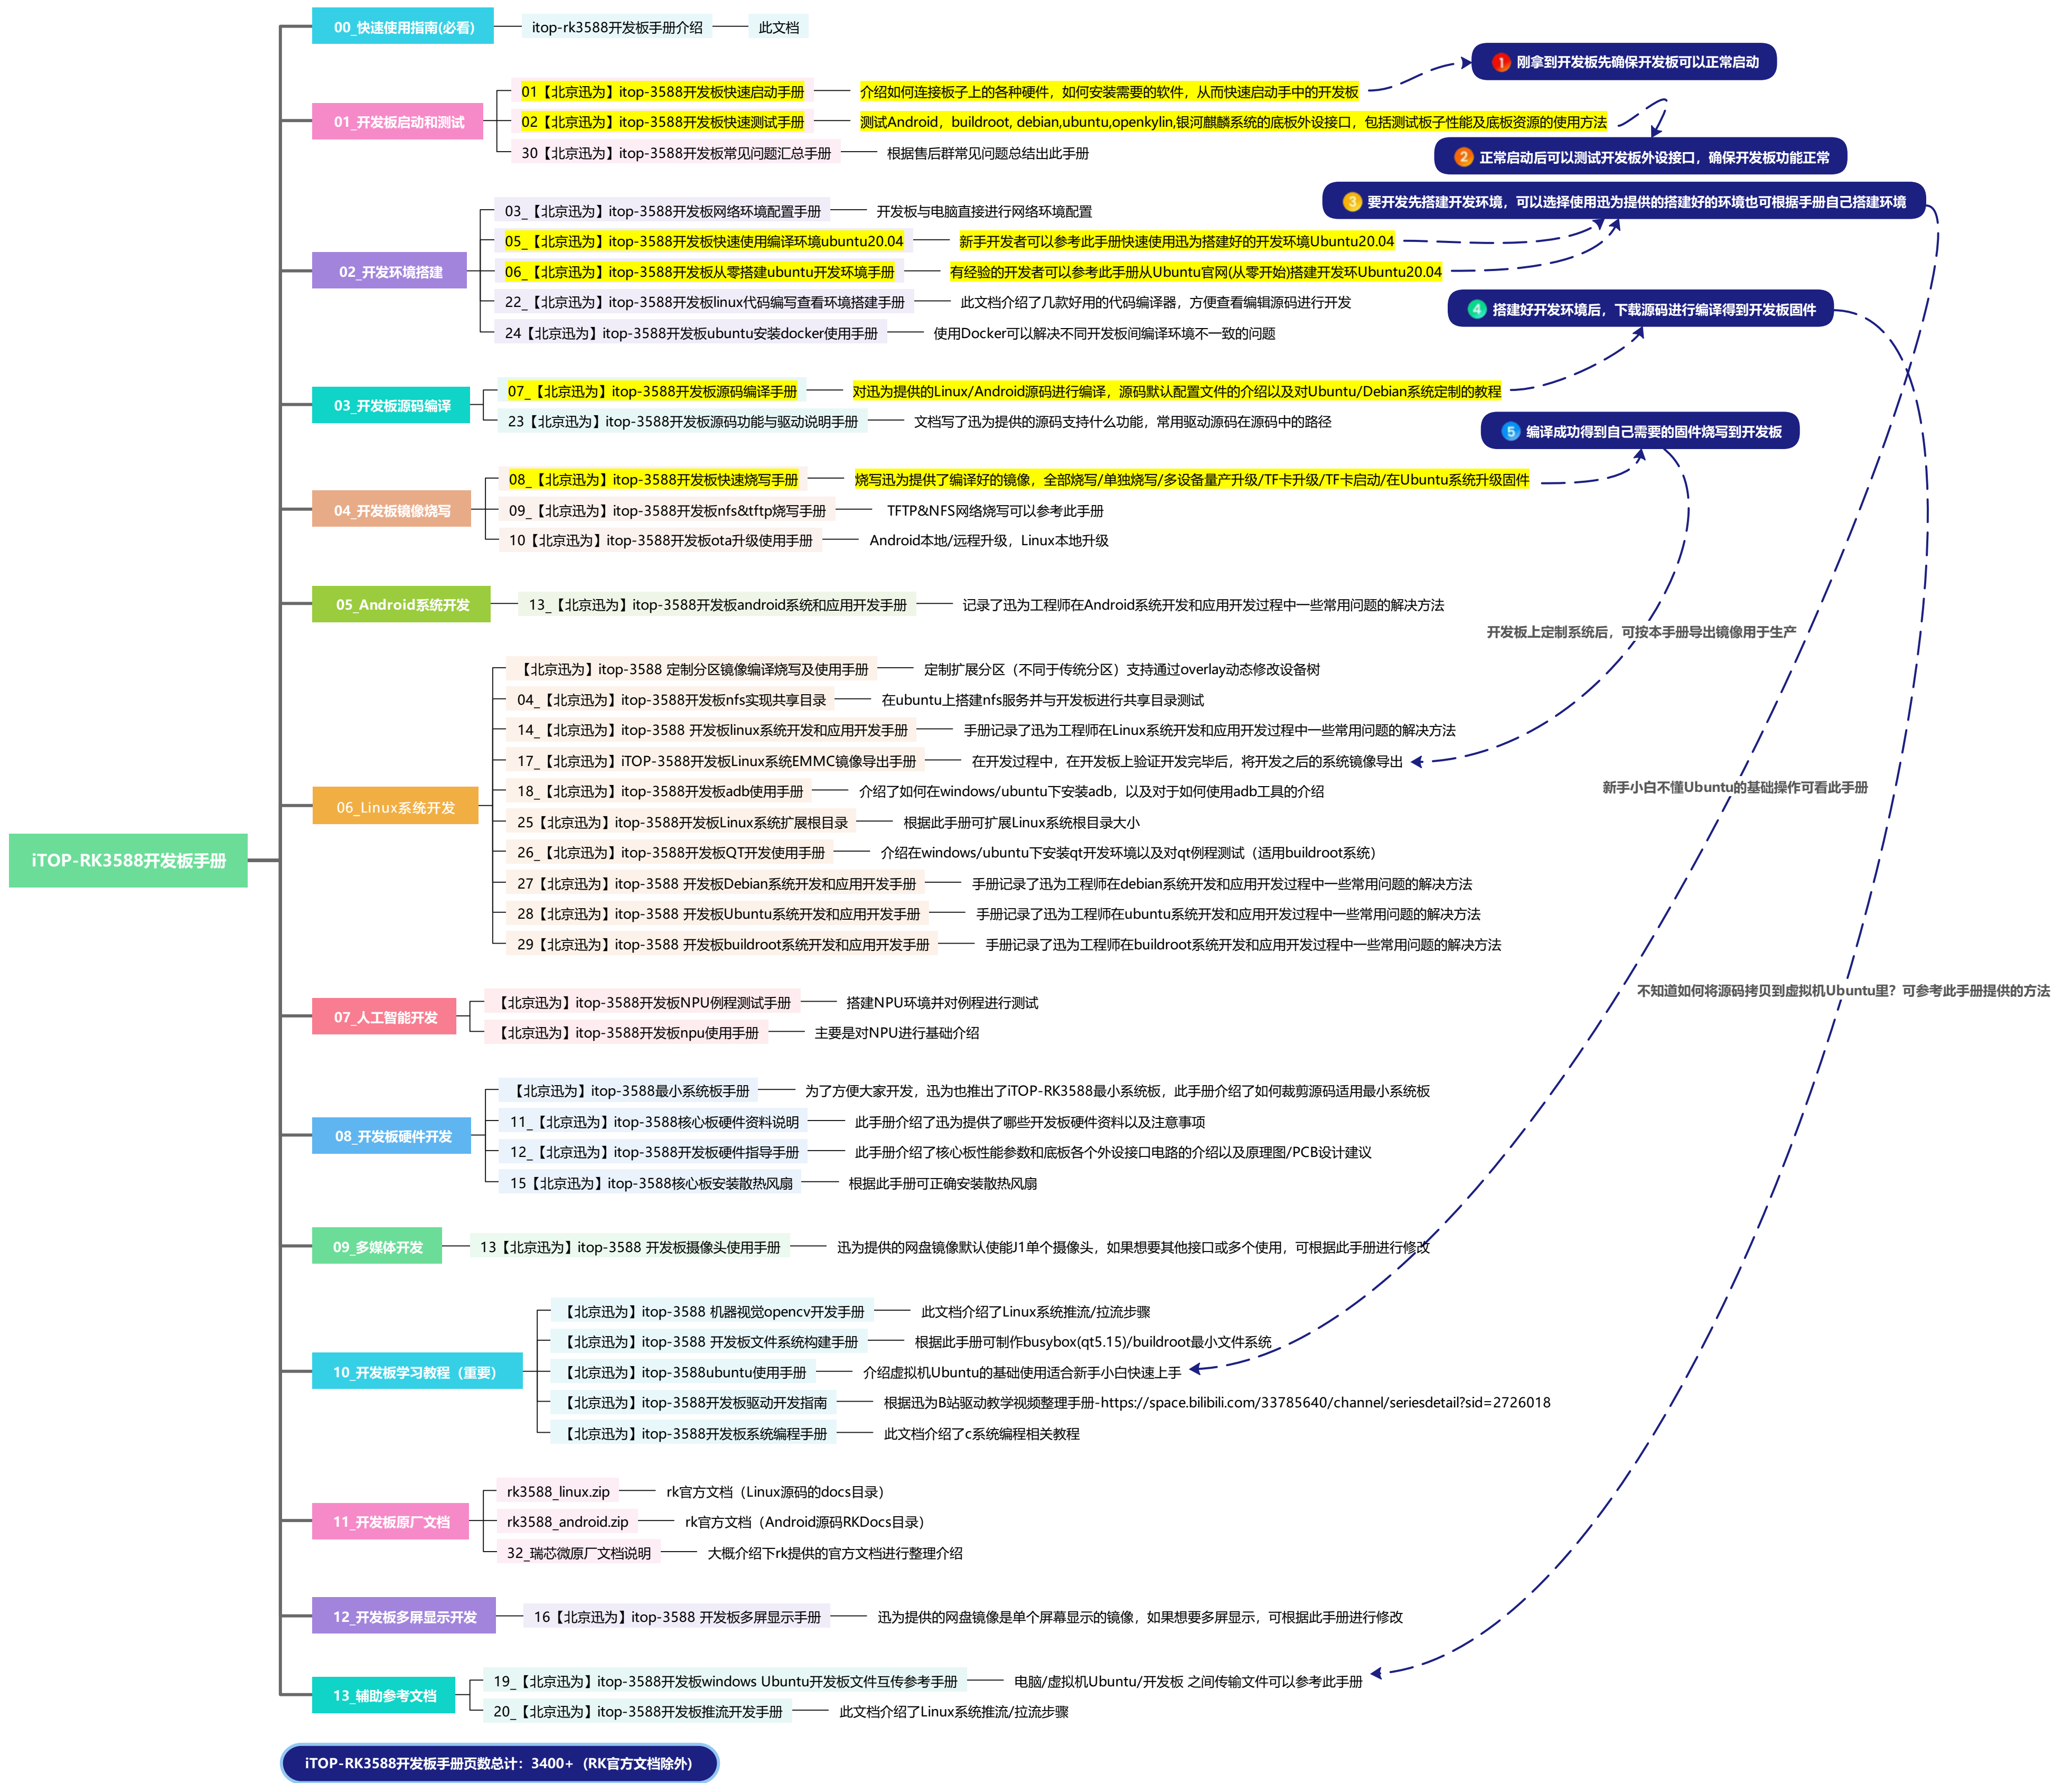 00_快速使用指南(必看)
itop-rk3588开发板手册介绍
此文档
1 刚拿到开发板先确保开发板可以正常启动
01_开发板启动和测试
01【北京迅为】itop-3588开发板快速启动手册
介绍如何连接板子上的各种硬件，如何安装需要的软件，从而快速启动手中的开发板
02【北京迅为】itop-3588开发板快速测试手册
测试Android，buildroot, debian,ubuntu,openkylin,银河麒麟系统的底板外设接口，包括测试板子性能及底板资源的使用方法
30【北京迅为】itop-3588开发板常见问题汇总手册
根据售后群常见问题总结出此手册
2 正常启动后可以测试开发板外设接口，确保开发板功能正常
3 要开发先搭建开发环境，可以选择使用迅为提供的搭建好的环境也可根据手册自己搭建环境
02_开发环境搭建
03_【北京迅为】itop-3588开发板网络环境配置手册
开发板与电脑直接进行网络环境配置
05_【北京迅为】itop-3588开发板快速使用编译环境ubuntu20.04
新手开发者可以参考此手册快速使用迅为搭建好的开发环境Ubuntu20.04
06_【北京迅为】itop-3588开发板从零搭建ubuntu开发环境手册
有经验的开发者可以参考此手册从Ubuntu官网(从零开始)搭建开发环Ubuntu20.04
22_【北京迅为】itop-3588开发板linux代码编写查看环境搭建手册
此文档介绍了几款好用的代码编译器，方便查看编辑源码进行开发
24【北京迅为】itop-3588开发板ubuntu安装docker使用手册
使用Docker可以解决不同开发板间编译环境不一致的问题
4 搭建好开发环境后，下载源码进行编译得到开发板固件
03_开发板源码编译
07_【北京迅为】itop-3588开发板源码编译手册
对迅为提供的Linux/Android源码进行编译，源码默认配置文件的介绍以及对Ubuntu/Debian系统定制的教程
23【北京迅为】itop-3588开发板源码功能与驱动说明手册
文档写了迅为提供的源码支持什么功能，常用驱动源码在源码中的路径
5 编译成功得到自己需要的固件烧写到开发板
04_开发板镜像烧写
08_【北京迅为】itop-3588开发板快速烧写手册
烧写迅为提供了编译好的镜像，全部烧写/单独烧写/多设备量产升级/TF卡升级/TF卡启动/在Ubuntu系统升级固件
09_【北京迅为】itop-3588开发板nfs&tftp烧写手册
TFTP&NFS网络烧写可以参考此手册
10【北京迅为】itop-3588开发板ota升级使用手册
Android本地/远程升级，Linux本地升级
05_Android系统开发
13_【北京迅为】itop-3588开发板android系统和应用开发手册
记录了迅为工程师在Android系统开发和应用开发过程中一些常用问题的解决方法
开发板上定制系统后，可按本手册导出镜像用于生产
06_Linux系统开发
【北京迅为】itop-3588 定制分区镜像编译烧写及使用手册
定制扩展分区（不同于传统分区）支持通过overlay动态修改设备树
04_【北京迅为】itop-3588开发板nfs实现共享目录
在ubuntu上搭建nfs服务并与开发板进行共享目录测试
14_【北京迅为】itop-3588 开发板linux系统开发和应用开发手册
手册记录了迅为工程师在Linux系统开发和应用开发过程中一些常用问题的解决方法
17_【北京迅为】iTOP-3588开发板Linux系统EMMC镜像导出手册
在开发过程中，在开发板上验证开发完毕后，将开发之后的系统镜像导出
18_【北京迅为】itop-3588开发板adb使用手册
介绍了如何在windows/ubuntu下安装adb，以及对于如何使用adb工具的介绍
新手小白不懂Ubuntu的基础操作可看此手册
25【北京迅为】itop-3588开发板Linux系统扩展根目录
根据此手册可扩展Linux系统根目录大小
26_【北京迅为】itop-3588开发板QT开发使用手册
介绍在windows/ubuntu下安装qt开发环境以及对qt例程测试（适用buildroot系统）
27【北京迅为】itop-3588 开发板Debian系统开发和应用开发手册
手册记录了迅为工程师在debian系统开发和应用开发过程中一些常用问题的解决方法
28【北京迅为】itop-3588 开发板Ubuntu系统开发和应用开发手册
手册记录了迅为工程师在ubuntu系统开发和应用开发过程中一些常用问题的解决方法
29【北京迅为】itop-3588 开发板buildroot系统开发和应用开发手册
手册记录了迅为工程师在buildroot系统开发和应用开发过程中一些常用问题的解决方法
iTOP-RK3588开发板手册
不知道如何将源码拷贝到虚拟机Ubuntu里？可参考此手册提供的方法
07_人工智能开发
【北京迅为】itop-3588开发板NPU例程测试手册
搭建NPU环境并对例程进行测试
【北京迅为】itop-3588开发板npu使用手册
主要是对NPU进行基础介绍
08_开发板硬件开发
【北京迅为】itop-3588最小系统板手册
为了方便大家开发，迅为也推出了iTOP-RK3588最小系统板，此手册介绍了如何裁剪源码适用最小系统板
11_【北京迅为】itop-3588核心板硬件资料说明
此手册介绍了迅为提供了哪些开发板硬件资料以及注意事项
12_【北京迅为】itop-3588开发板硬件指导手册
此手册介绍了核心板性能参数和底板各个外设接口电路的介绍以及原理图/PCB设计建议
15【北京迅为】itop-3588核心板安装散热风扇
根据此手册可正确安装散热风扇
09_多媒体开发
13【北京迅为】itop-3588 开发板摄像头使用手册
迅为提供的网盘镜像默认使能J1单个摄像头，如果想要其他接口或多个使用，可根据此手册进行修改
10_开发板学习教程（重要）
【北京迅为】itop-3588 机器视觉opencv开发手册
此文档介绍了Linux系统推流/拉流步骤
【北京迅为】itop-3588 开发板文件系统构建手册
根据此手册可制作busybox(qt5.15)/buildroot最小文件系统
【北京迅为】itop-3588ubuntu使用手册
介绍虚拟机Ubuntu的基础使用适合新手小白快速上手
【北京迅为】itop-3588开发板驱动开发指南
根据迅为B站驱动教学视频整理手册-https://space.bilibili.com/33785640/channel/seriesdetail?sid=2726018
【北京迅为】itop-3588开发板系统编程手册
此文档介绍了c系统编程相关教程
11_开发板原厂文档
rk3588_linux.zip
rk官方文档（Linux源码的docs目录）
rk3588_android.zip
rk官方文档（Android源码RKDocs目录）
32_瑞芯微原厂文档说明
大概介绍下rk提供的官方文档进行整理介绍
12_开发板多屏显示开发
16【北京迅为】itop-3588 开发板多屏显示手册
迅为提供的网盘镜像是单个屏幕显示的镜像，如果想要多屏显示，可根据此手册进行修改
13_辅助参考文档
19_【北京迅为】itop-3588开发板windows Ubuntu开发板文件互传参考手册
电脑/虚拟机Ubuntu/开发板 之间传输文件可以参考此手册
20_【北京迅为】itop-3588开发板推流开发手册
此文档介绍了Linux系统推流/拉流步骤
iTOP-RK3588开发板手册页数总计：3400+（RK官方文档除外）